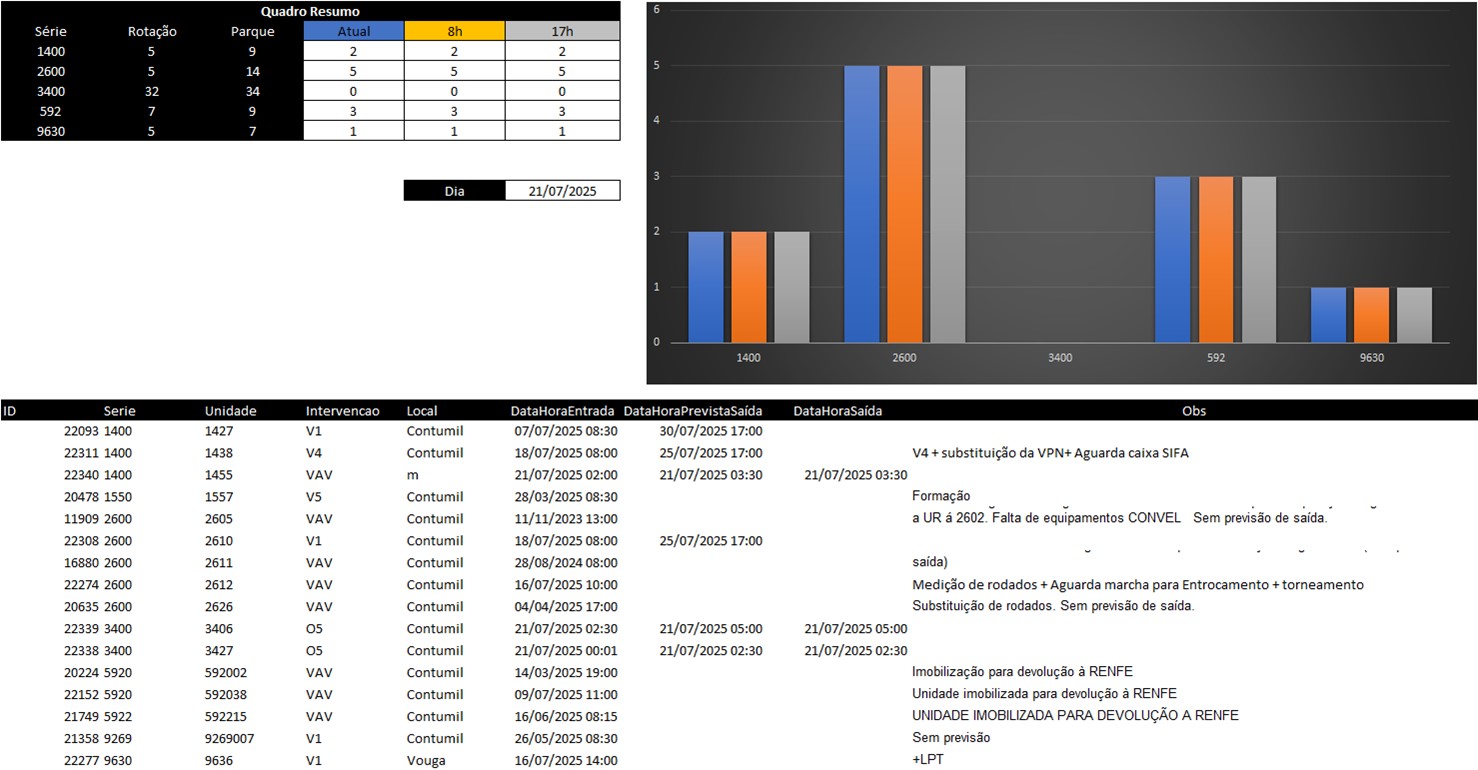 Quadro Resumo
Série Rotação Parque Atual 8h 17h
1400 5 9 2 2 2
2600 5 14 5 5 5
3400 32 34 0 0 0
592 7 9 3 3 3
9630 5 7 1 1 1
Dia 21/07/2025
6
5
4
3
2
1
0
1400 2600 3400 592 9630
ID Serie Unidade Intervencao Local DataHoraEntrada DataHoraPrevistaSaída DataHoraSaída Obs
22093 1400 1427 V1 Contumil 07/07/2025 08:30 30/07/2025 17:00
22311 1400 1438 V4 Contumil 18/07/2025 08:00 25/07/2025 17:00 V4 + substituição da VPN+ Aguarda caixa SIFA
22340 1400 1455 VAV m 21/07/2025 02:00 21/07/2025 03:30 21/07/2025 03:30
20478 1550 1557 V5 Contumil 28/03/2025 08:30 Formação
11909 2600 2605 VAV Contumil 11/11/2023 13:00 a UR á 2602. Falta de equipamentos CONVEL Sem previsão de saída.
22308 2600 2610 V1 Contumil 18/07/2025 08:00 25/07/2025 17:00
16880 2600 2611 VAV Contumil 28/08/2024 08:00 saída)
22274 2600 2612 VAV Contumil 16/07/2025 10:00 Medição de rodados + Aguarda marcha para Entrocamento + torneamento
20635 2600 2626 VAV Contumil 04/04/2025 17:00 Substituição de rodados. Sem previsão de saída.
22339 3400 3406 O5 Contumil 21/07/2025 02:30 21/07/2025 05:00 21/07/2025 05:00
22338 3400 3427 O5 Contumil 21/07/2025 00:01 21/07/2025 02:30 21/07/2025 02:30
20224 5920 592002 VAV Contumil 14/03/2025 19:00 Imobilização para devolução à RENFE
22152 5920 592038 VAV Contumil 09/07/2025 11:00 Unidade imobilizada para devolução à RENFE
21749 5922 592215 VAV Contumil 16/06/2025 08:15 UNIDADE IMOBILIZADA PARA DEVOLUÇÃO A RENFE
21358 9269 9269007 V1 Contumil 26/05/2025 08:30 Sem previsão
22277 9630 9636 V1 Vouga 16/07/2025 14:00 +LPT